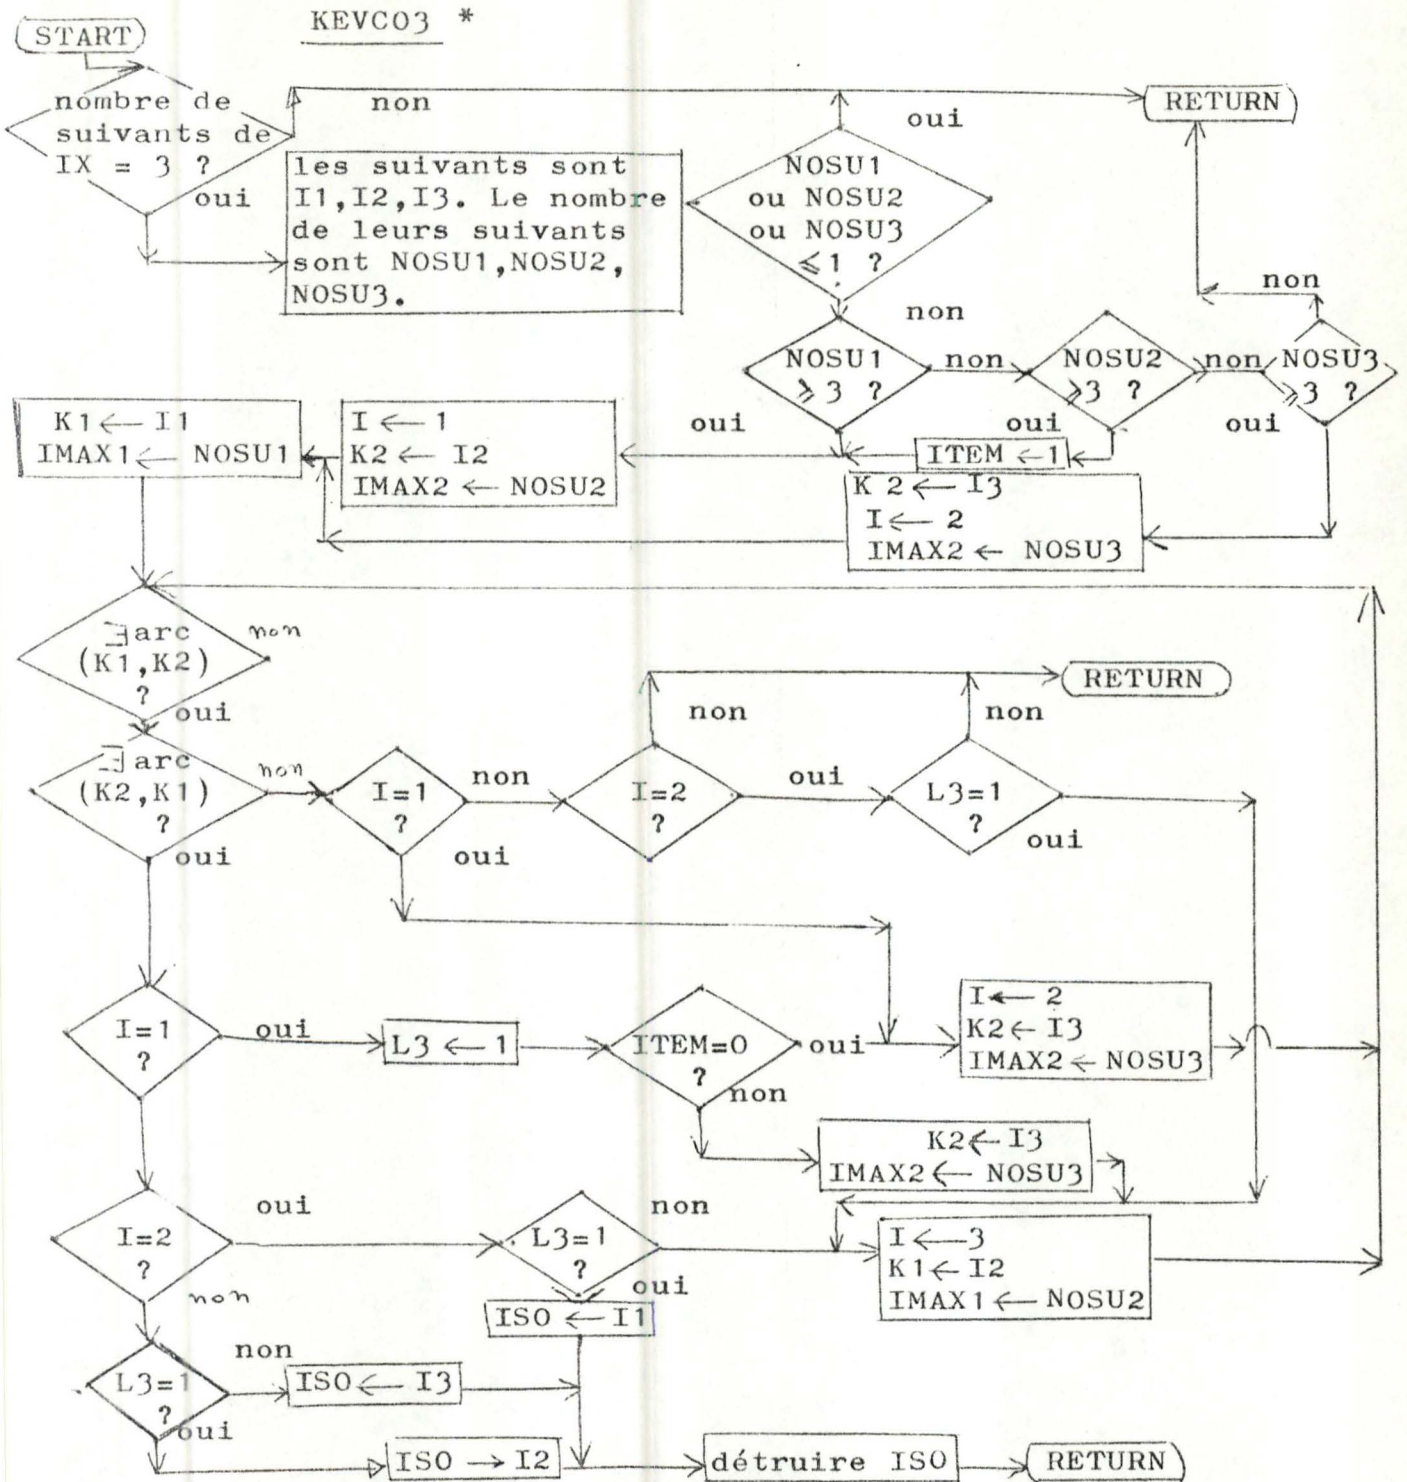 KEVCO3 *
START
nombre de
suivants de
IX = 3 ?
non
oui
les suivants sont
I1,I2,I3. Le nombre
de leurs suivants
sont NOSU1,NOSU2,
NOSU3.
NOSU1
ou NOSU2
ou NOSU3
⩽1 ?
oui
RETURN
non
NOSU1
⩾3 ?
non
NOSU2
⩾3 ?
non
NOSU3
⩾3 ?
non
oui
oui
oui
K1 ← I1
IMAX1 ← NOSU1
I ← 1
K2 ← I2
IMAX2 ← NOSU2
ITEM ← 1
K 2 ← I3
I ← 2
IMAX2 ← NOSU3
∃arc
(K1,K2)
?
non
oui
∃arc
(K2,K1)
?
non
oui
I=1
?
non
oui
I=2
?
non
oui
L3=1
?
non
oui
RETURN
I=1
?
oui
L3 ← 1
ITEM=0
?
oui
non
I ← 2
K2 ← I3
IMAX2 ← NOSU3
K2 ← I3
IMAX2 ← NOSU3
I=2
?
oui
non
L3=1
?
non
oui
I ← 3
K1 ← I2
IMAX1 ← NOSU2
ISO ← I1
L3=1
?
non
oui
ISO ← I3
ISO → I2
détruire ISO
RETURN